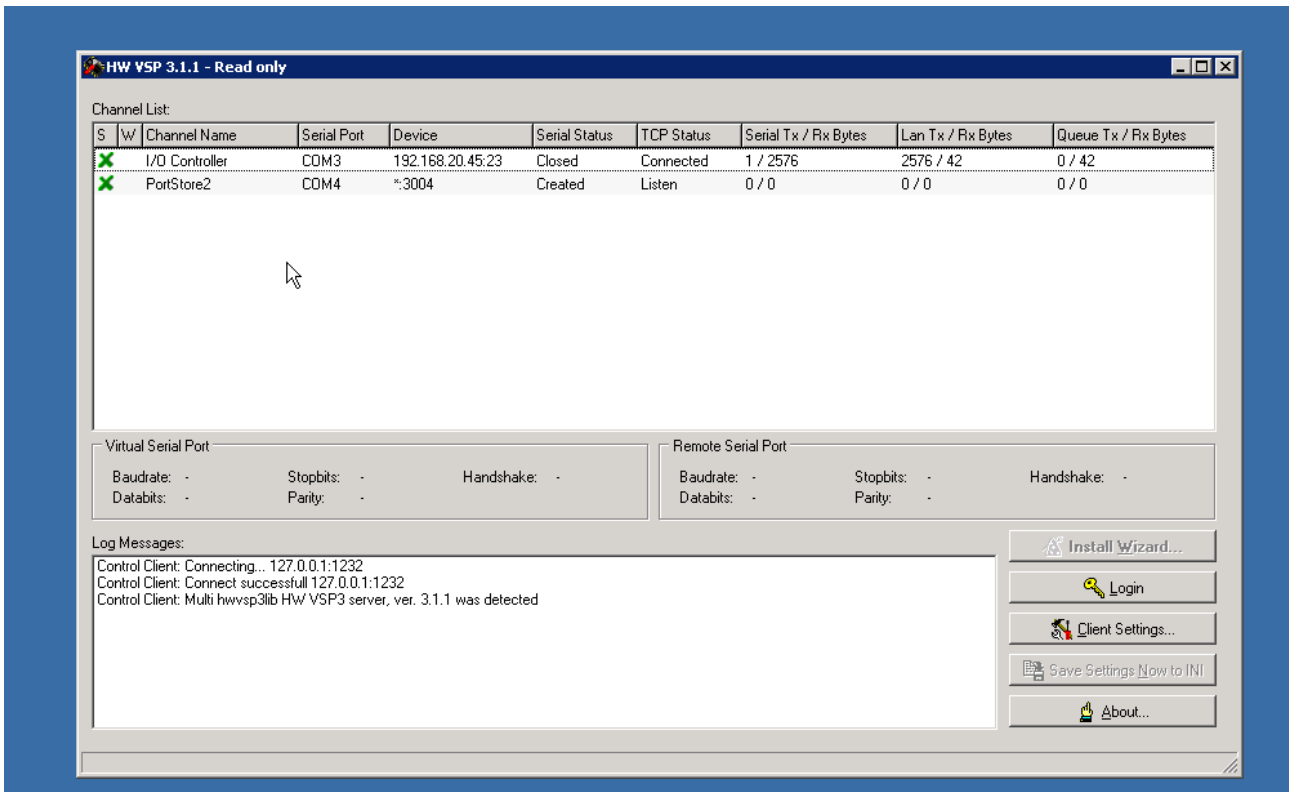 HW VSP 3.1.1 - Read only
Channel List:
S W Channel Name Serial Port Device Serial Status TCP Status Serial Tx / Rx Bytes Lan Tx / Rx Bytes Queue Tx / Rx Bytes
I/O Controller COM3 192.168.20.45:23 Closed Connected 1 / 2576 2576 / 42 0 / 42
PortStore2 COM4 *:3004 Created Listen 0 / 0 0 / 0 0 / 0
Virtual Serial Port Remote Serial Port
Baudrate: - Stopbits: - Handshake: - Baudrate: - Stopbits: - Handshake: -
Databits: - Parity: - Databits: - Parity: -
Log Messages:
Control Client: Connecting... 127.0.0.1:1232
Control Client: Connect successfull 127.0.0.1:1232
Control Client: Multi hwvsp3lib HW VSP3 server, ver. 3.1.1 was detected
Install Wizard...
Login
Client Settings...
Save Settings Now to INI
About...